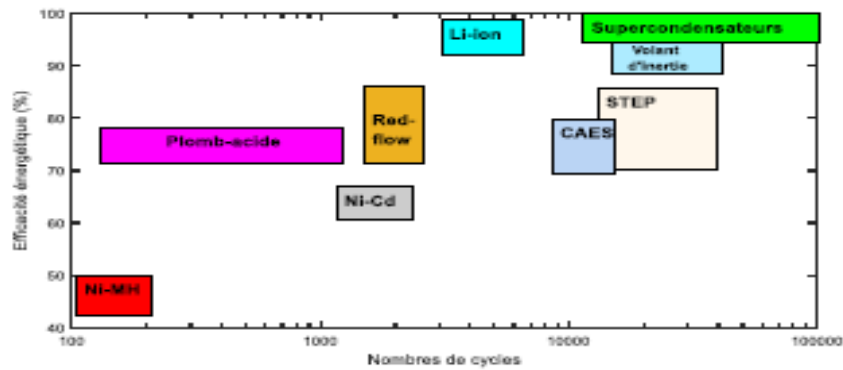 100
90
80
70
60
50
40
Efficacité énergétique (%)
Supercondensateurs
Li-ion
Volant
d'Inertie
STEP
Red-
flow
CAES
Plomb-acide
Ni-Cd
Ni-MH
100
1000
10000
100000
Nombres de cycles